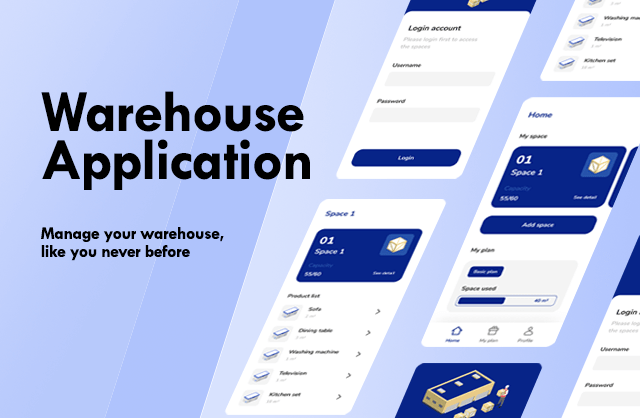 Warehouse
Application
Manage your warehouse,
like you never before
Login account
Please login first to access
the spaces
Username
Password
Login
Washing machine
Television
Kitchen set
Home
My space
01
Space 1
Capacity
55/60
See detail
Add space
My plan
Basic plan
Space used
40 m²
Home
My plan
Profile
Space 1
01
Space 1
Capacity
55/60
See detail
Product list
Sofa
Dining table
Washing machine
Television
Kitchen set
Login
Please login
the spaces
Username
Password